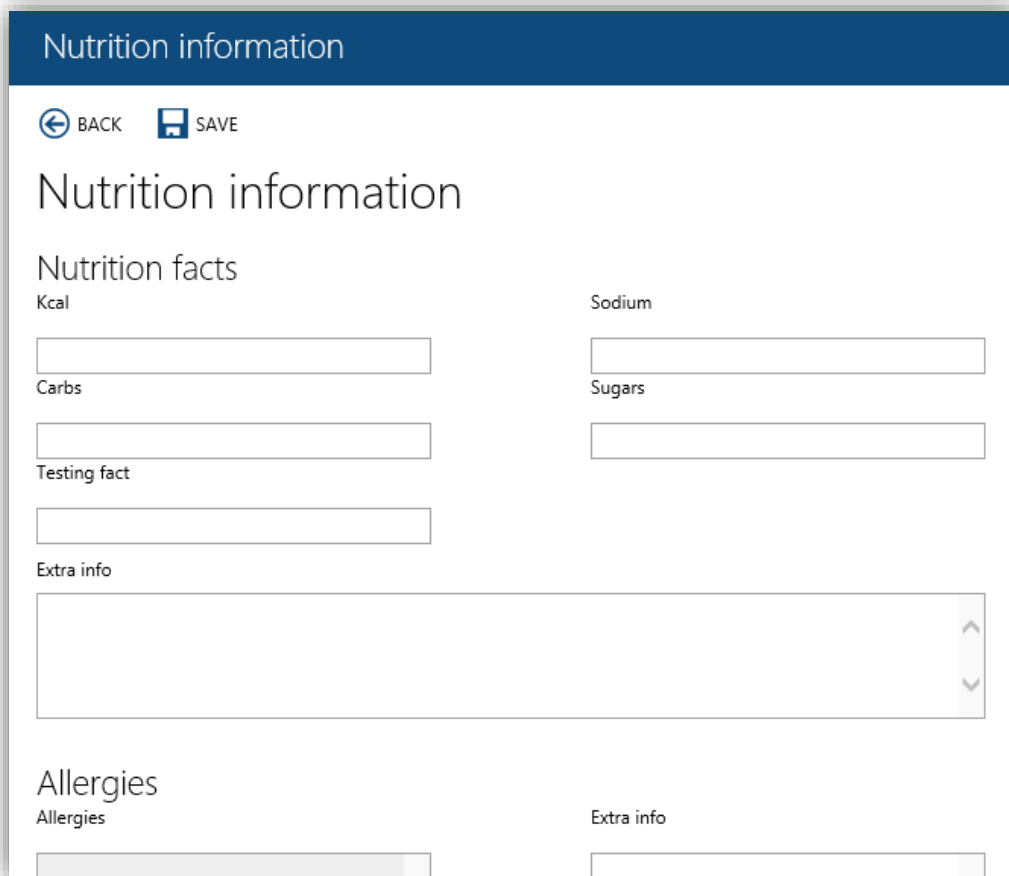 Nutrition information
BACK SAVE
Nutrition information
Nutrition facts
Kcal Sodium
Carbs Sugars
Testing fact
Extra info
Allergies
Allergies Extra info